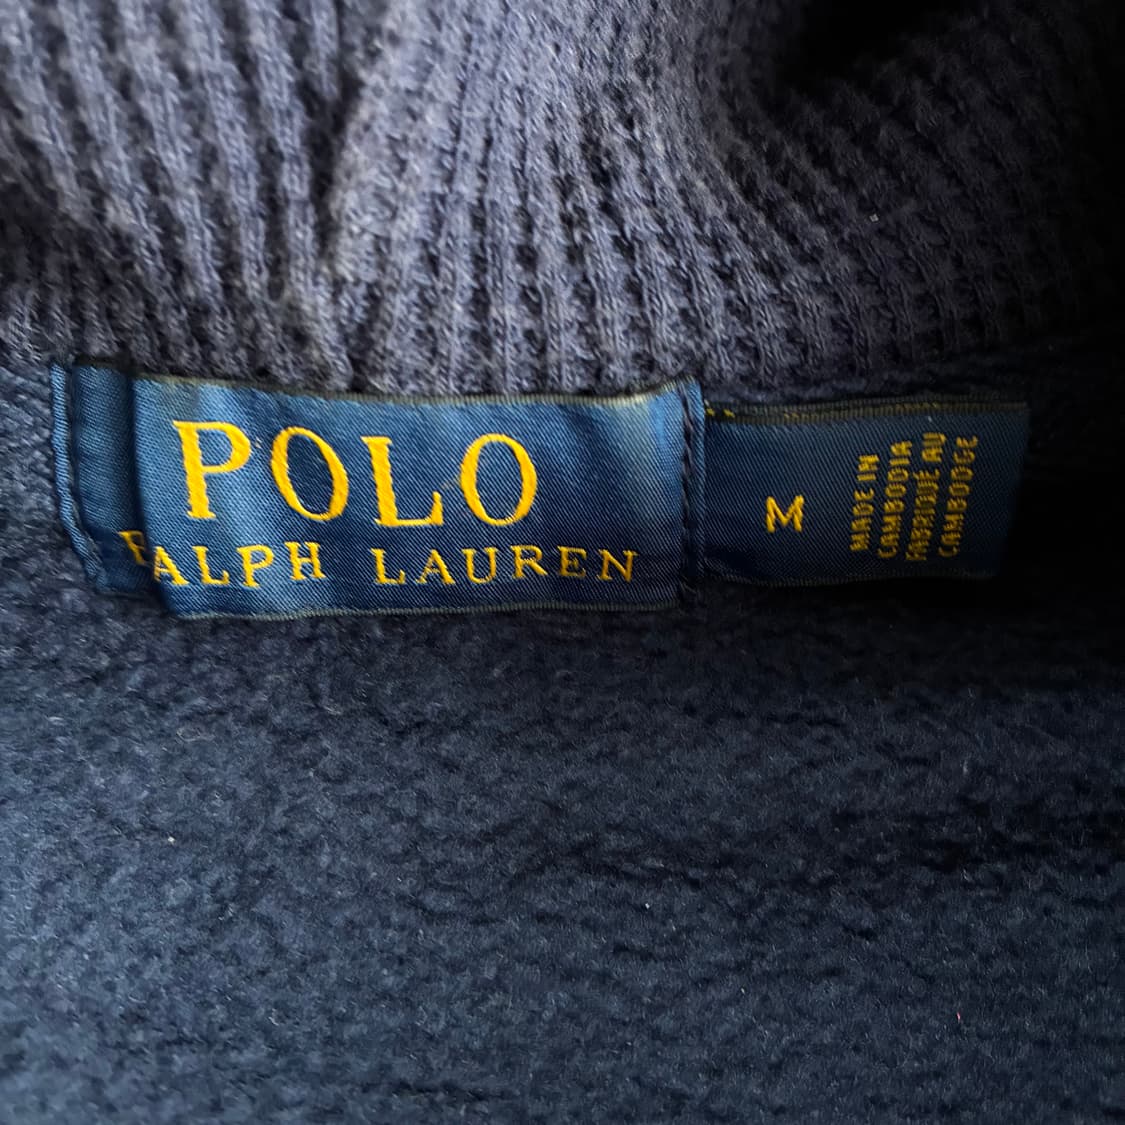 POLO
RALPH LAUREN
M
MADE IN
CAMBODIA
FABRIQUÉ AU
CAMBODGE